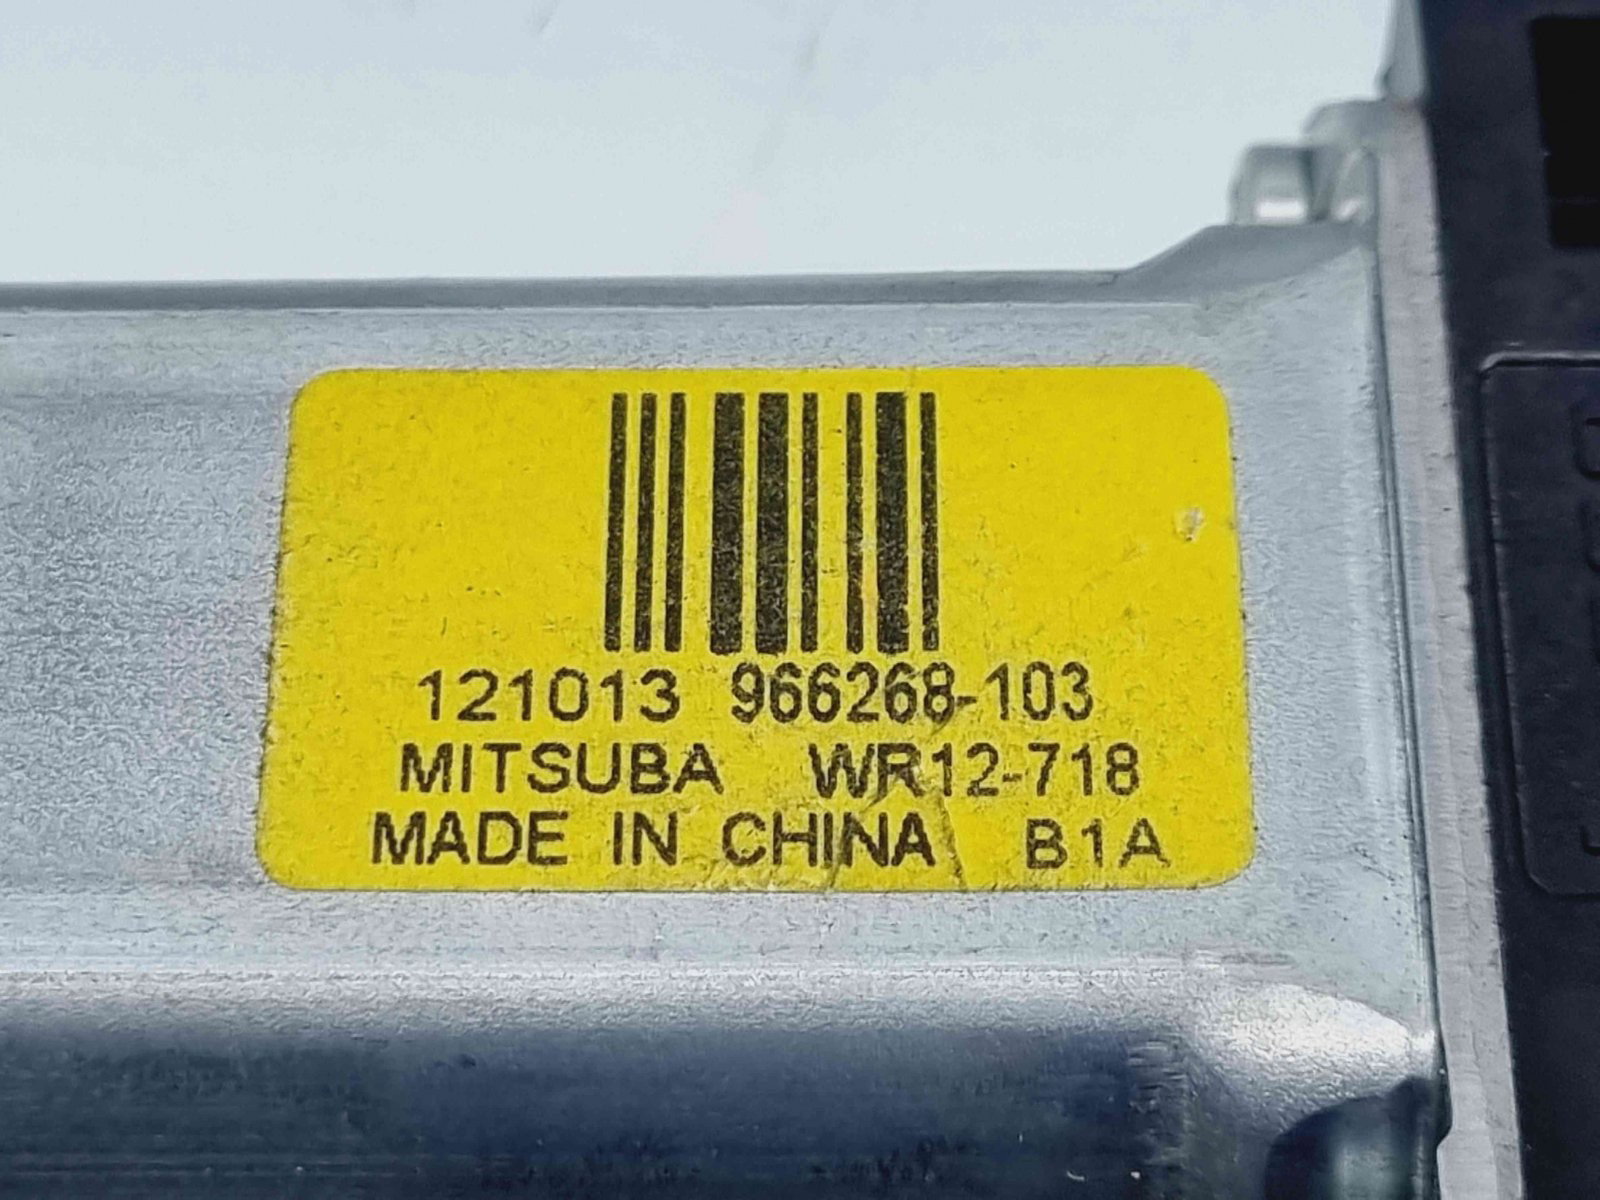 121013 966268-103
MITSUBA WR12-718
MADE IN CHINA B1A